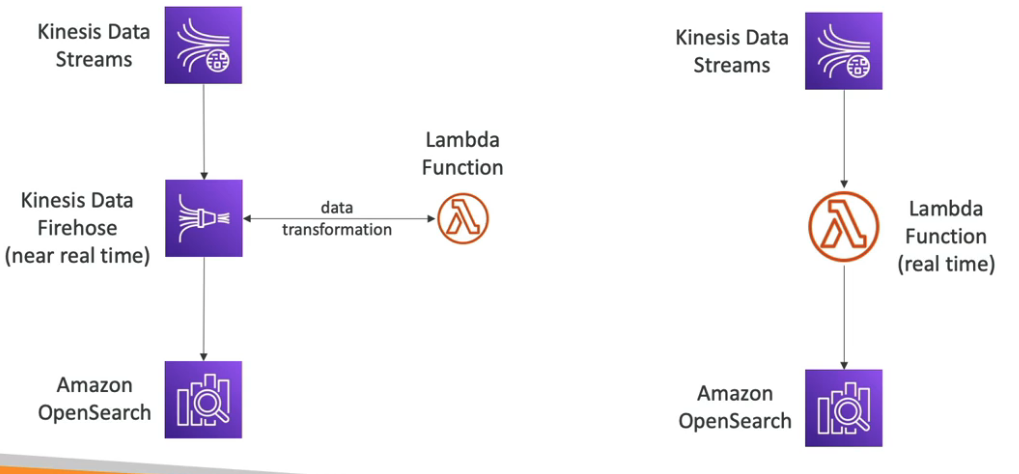 Kinesis Data
Streams
Lambda
Function
Kinesis Data
Firehose
(near real time)
data
transformation
Amazon
OpenSearch
Kinesis Data
Streams
Lambda
Function
(real time)
Amazon
OpenSearch